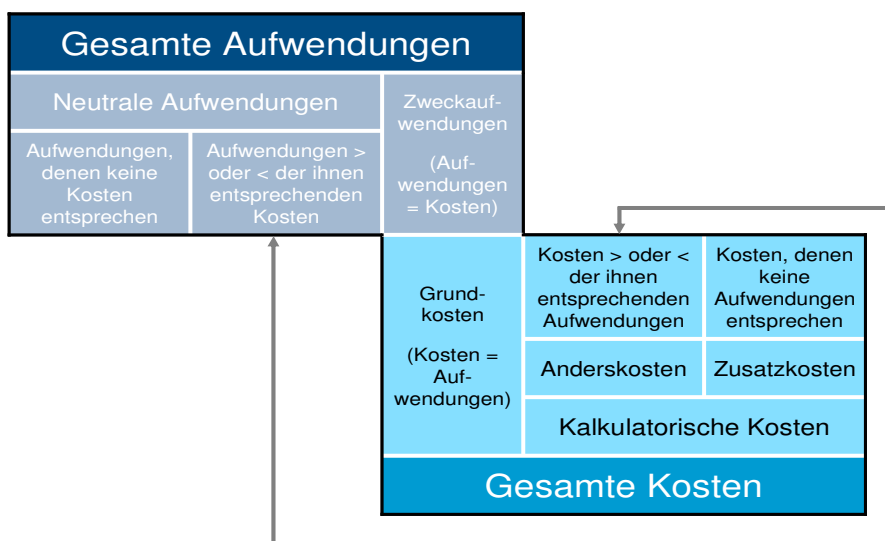 Gesamte Aufwendungen
Neutrale Aufwendungen
Aufwendungen,
denen keine
Kosten
entsprechen
Aufwendungen >
oder < der ihnen
entsprechenden
Kosten
Zweckauf-
wendungen
(Auf-
wendungen
= Kosten)
Grund-
kosten
(Kosten =
Auf-
wendungen)
Kosten > oder <
der ihnen
entsprechenden
Aufwendungen
Kosten, denen
keine
Aufwendungen
entsprechen
Anderskosten
Zusatzkosten
Kalkulatorische Kosten
Gesamte Kosten